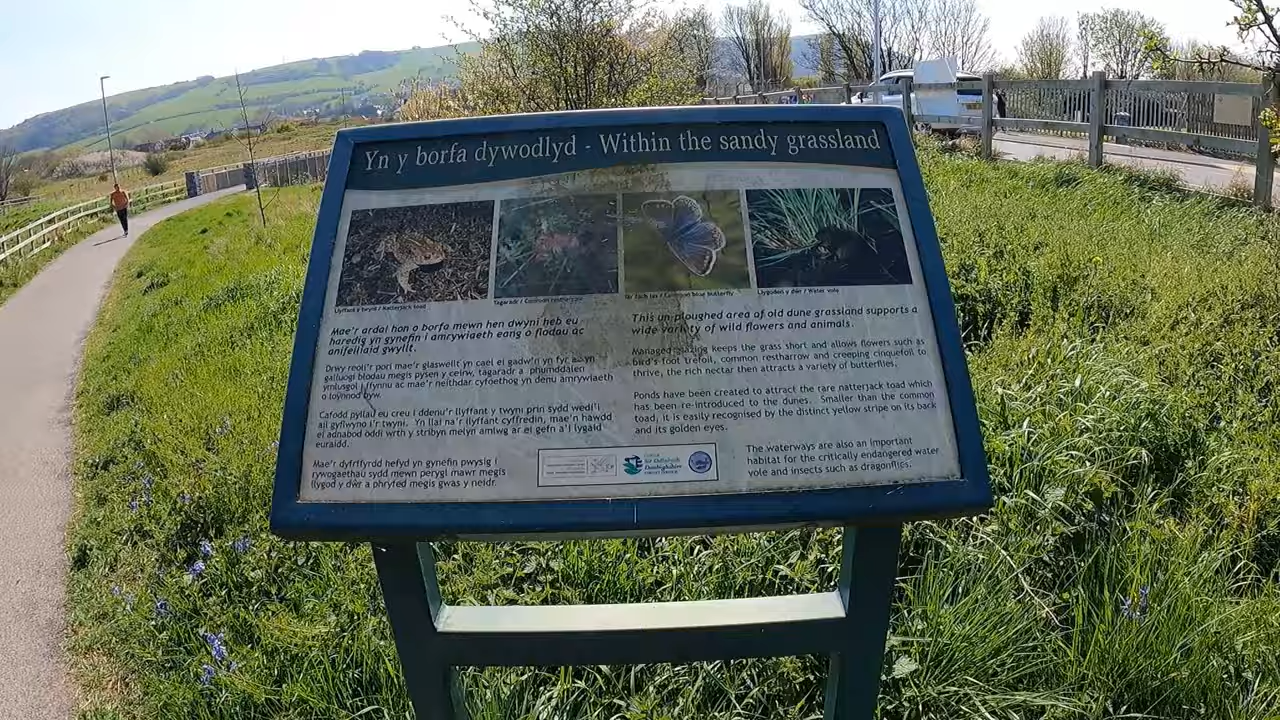 Yn y borfa dywodlyd - Within the sandy grassland
Llyffant y twyni / Natterjack toad
Tagaradr / Common restharrow
Common blue butterfly
Llygoden y dŵr / Water vole
Mae'r ardal hon o borfa mewn hen dwyni heb eu
haredig yn gynefin i amrywiaeth eang o flodau ac
anifeiliaid gwyllt.
Drwy reoli'r pori mae'r glaswellt yn cael ei gadw'n yn fyr a
galluogi blodau megis pysen y ceirw, tagaradr a phumddalen
ymlusgol i ffynnu ac mae'r neithdar cyfoethog yn denu amrywiaeth
o loynnod byw.
Cafodd pyllau eu creu i ddenu'r llyffant y twyni prin sydd wedi'i
ail gyflwyno i'r twyni. Yn llai na'r llyffant cyffredin, mae'n hawdd
ei adnabod oddi wrth y stribyn melyn amlwg ar ei gefn a'i lygaid
euraidd.
Mae'r dyfrffyrdd hefyd yn gynefin pwysig i
rywogaethau sydd mewn perygl mawr megis
llygod y dŵr a phryfed megis gwas y neidr.
This un-ploughed area of old dune grassland supports a
wide variety of wild flowers and animals.
Managed grazing keeps the grass short and allows flowers such as
bird's foot trefoil, common restharrow and creeping cinquefoil to
thrive, the rich nectar then attracts a variety of butterflies.
Ponds have been created to attract the rare natterjack toad which
has been re-introduced to the dunes. Smaller than the common
toad, it is easily recognised by the distinct yellow stripe on its back
and its golden eyes.
The waterways are also an important
habitat for the critically endangered water
vole and insects such as dragonflies.
Sir Ddinbych
Denbighshire